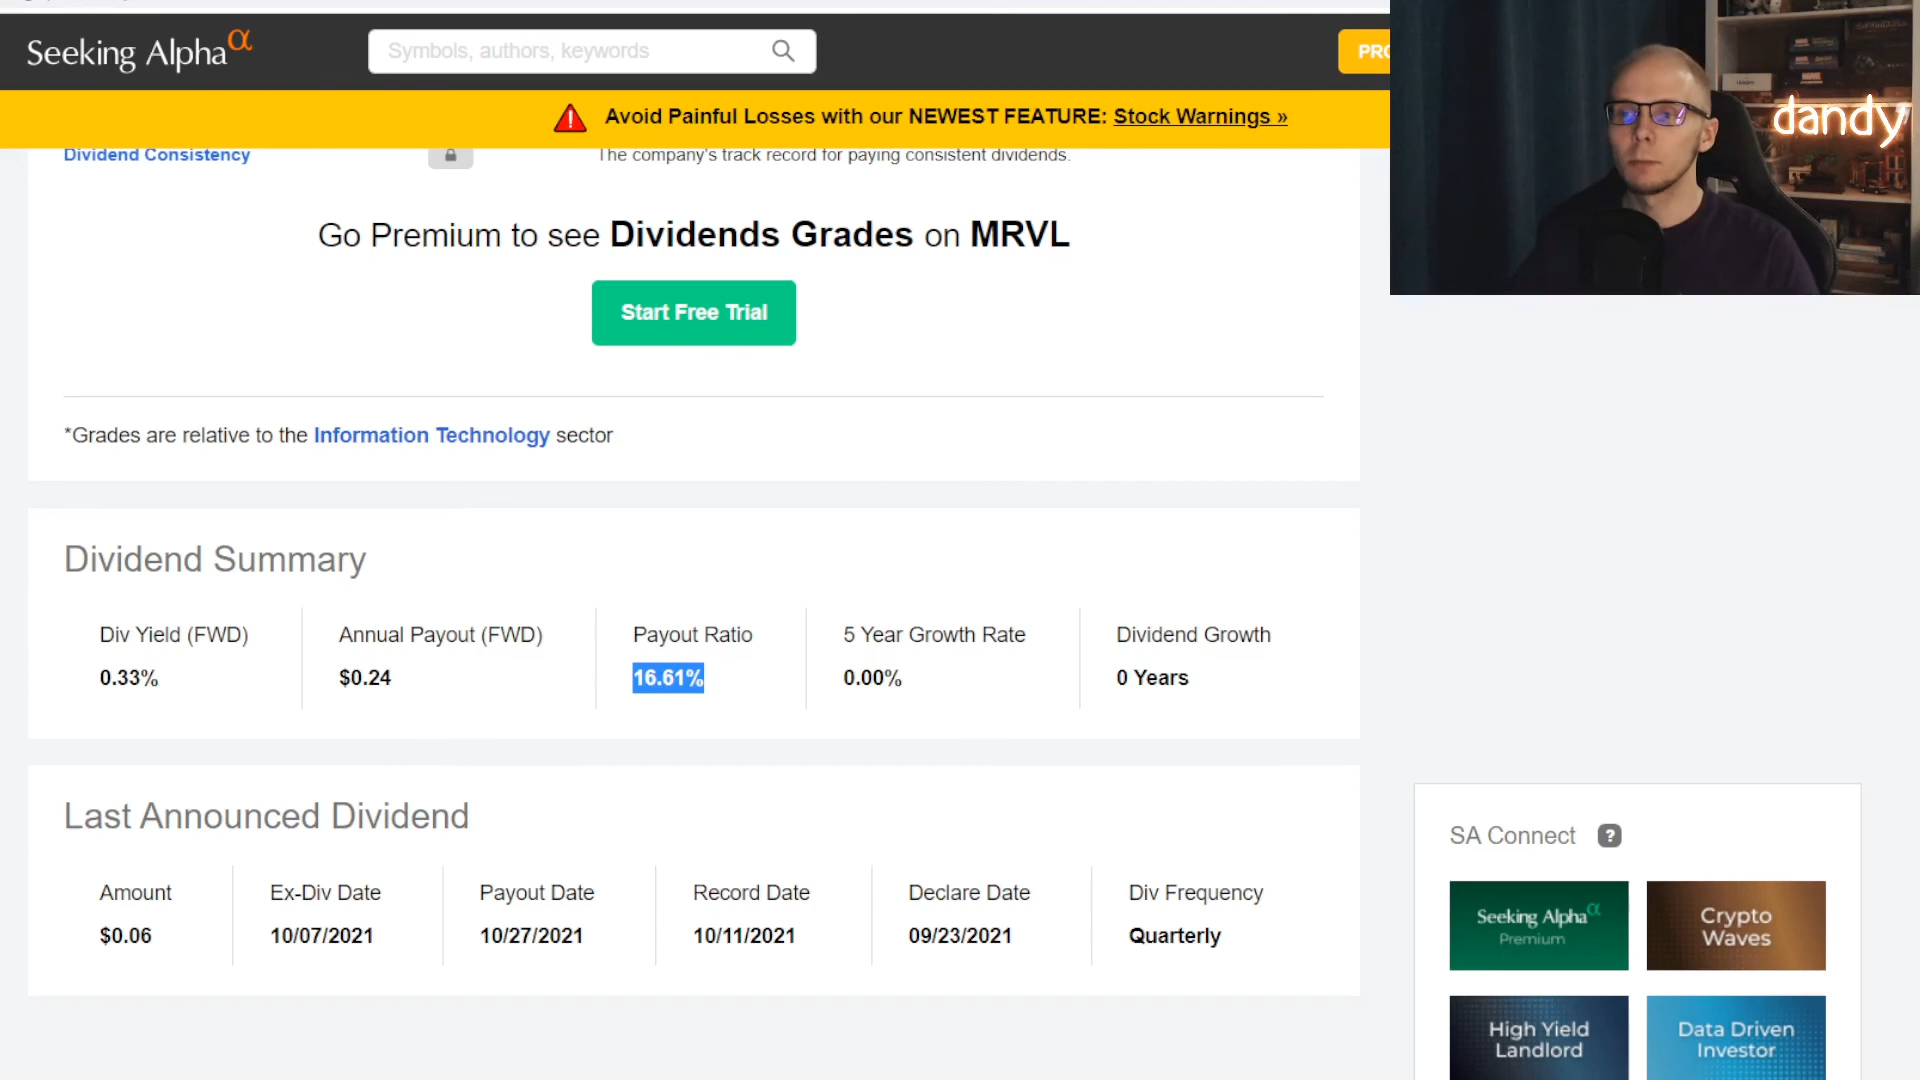 Seeking Alpha α
Symbols, authors, keywords
PRO
Avoid Painful Losses with our NEWEST FEATURE: Stock Warnings »
dandy
MARVEL
MARVEL
Dividend Consistency
The company's track record for paying consistent dividends.
Go Premium to see Dividends Grades on MRVL
Start Free Trial
*Grades are relative to the Information Technology sector
Dividend Summary
Div Yield (FWD)
0.33%
Annual Payout (FWD)
$0.24
Payout Ratio
16.61%
5 Year Growth Rate
0.00%
Dividend Growth
0 Years
Last Announced Dividend
Amount
$0.06
Ex-Div Date
10/07/2021
Payout Date
10/27/2021
Record Date
10/11/2021
Declare Date
09/23/2021
Div Frequency
Quarterly
SA Connect ?
Seeking Alpha α
Premium
Crypto
Waves
High Yield
Landlord
Data Driven
Investor